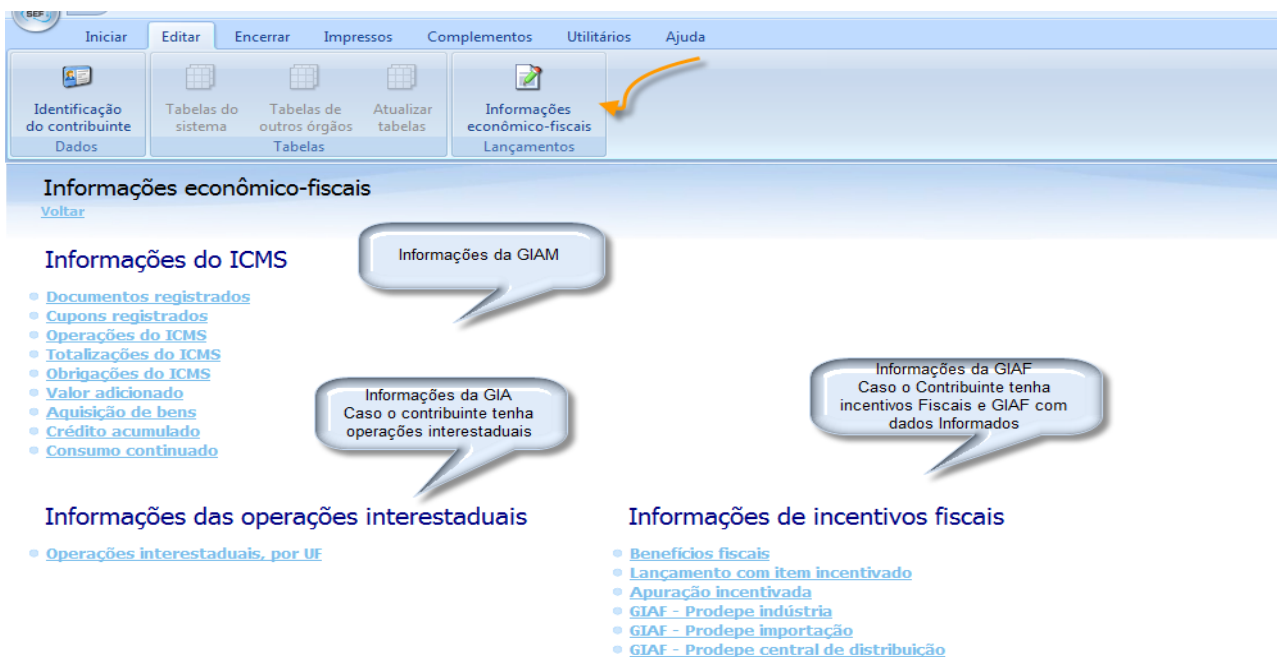 SEF
Iniciar Editar Encerrar Impressos Complementos Utilitários Ajuda
Identificação
do contribuinte
Tabelas do
sistema
Tabelas de
outros órgãos
Atualizar
tabelas
Informações
econômico-fiscais
Dados Tabelas Lançamentos
Informações econômico-fiscais
Voltar
Informações da GIAM
Informações do ICMS
Documentos registrados
Cupons registrados
Operações do ICMS
Totalizações do ICMS
Obrigações do ICMS
Valor adicionado
Aquisição de bens
Crédito acumulado
Consumo continuado
Informações da GIA
Caso o contribuinte tenha
operações interestaduais
Informações da GIAF
Caso o Contribuinte tenha
incentivos Fiscais e GIAF com
dados Informados
Informações das operações interestaduais
Operações interestaduais, por UF
Informações de incentivos fiscais
Benefícios fiscais
Lançamento com item incentivado
Apuração incentivada
GIAF - Prodepe indústria
GIAF - Prodepe importação
GIAF - Prodepe central de distribuição